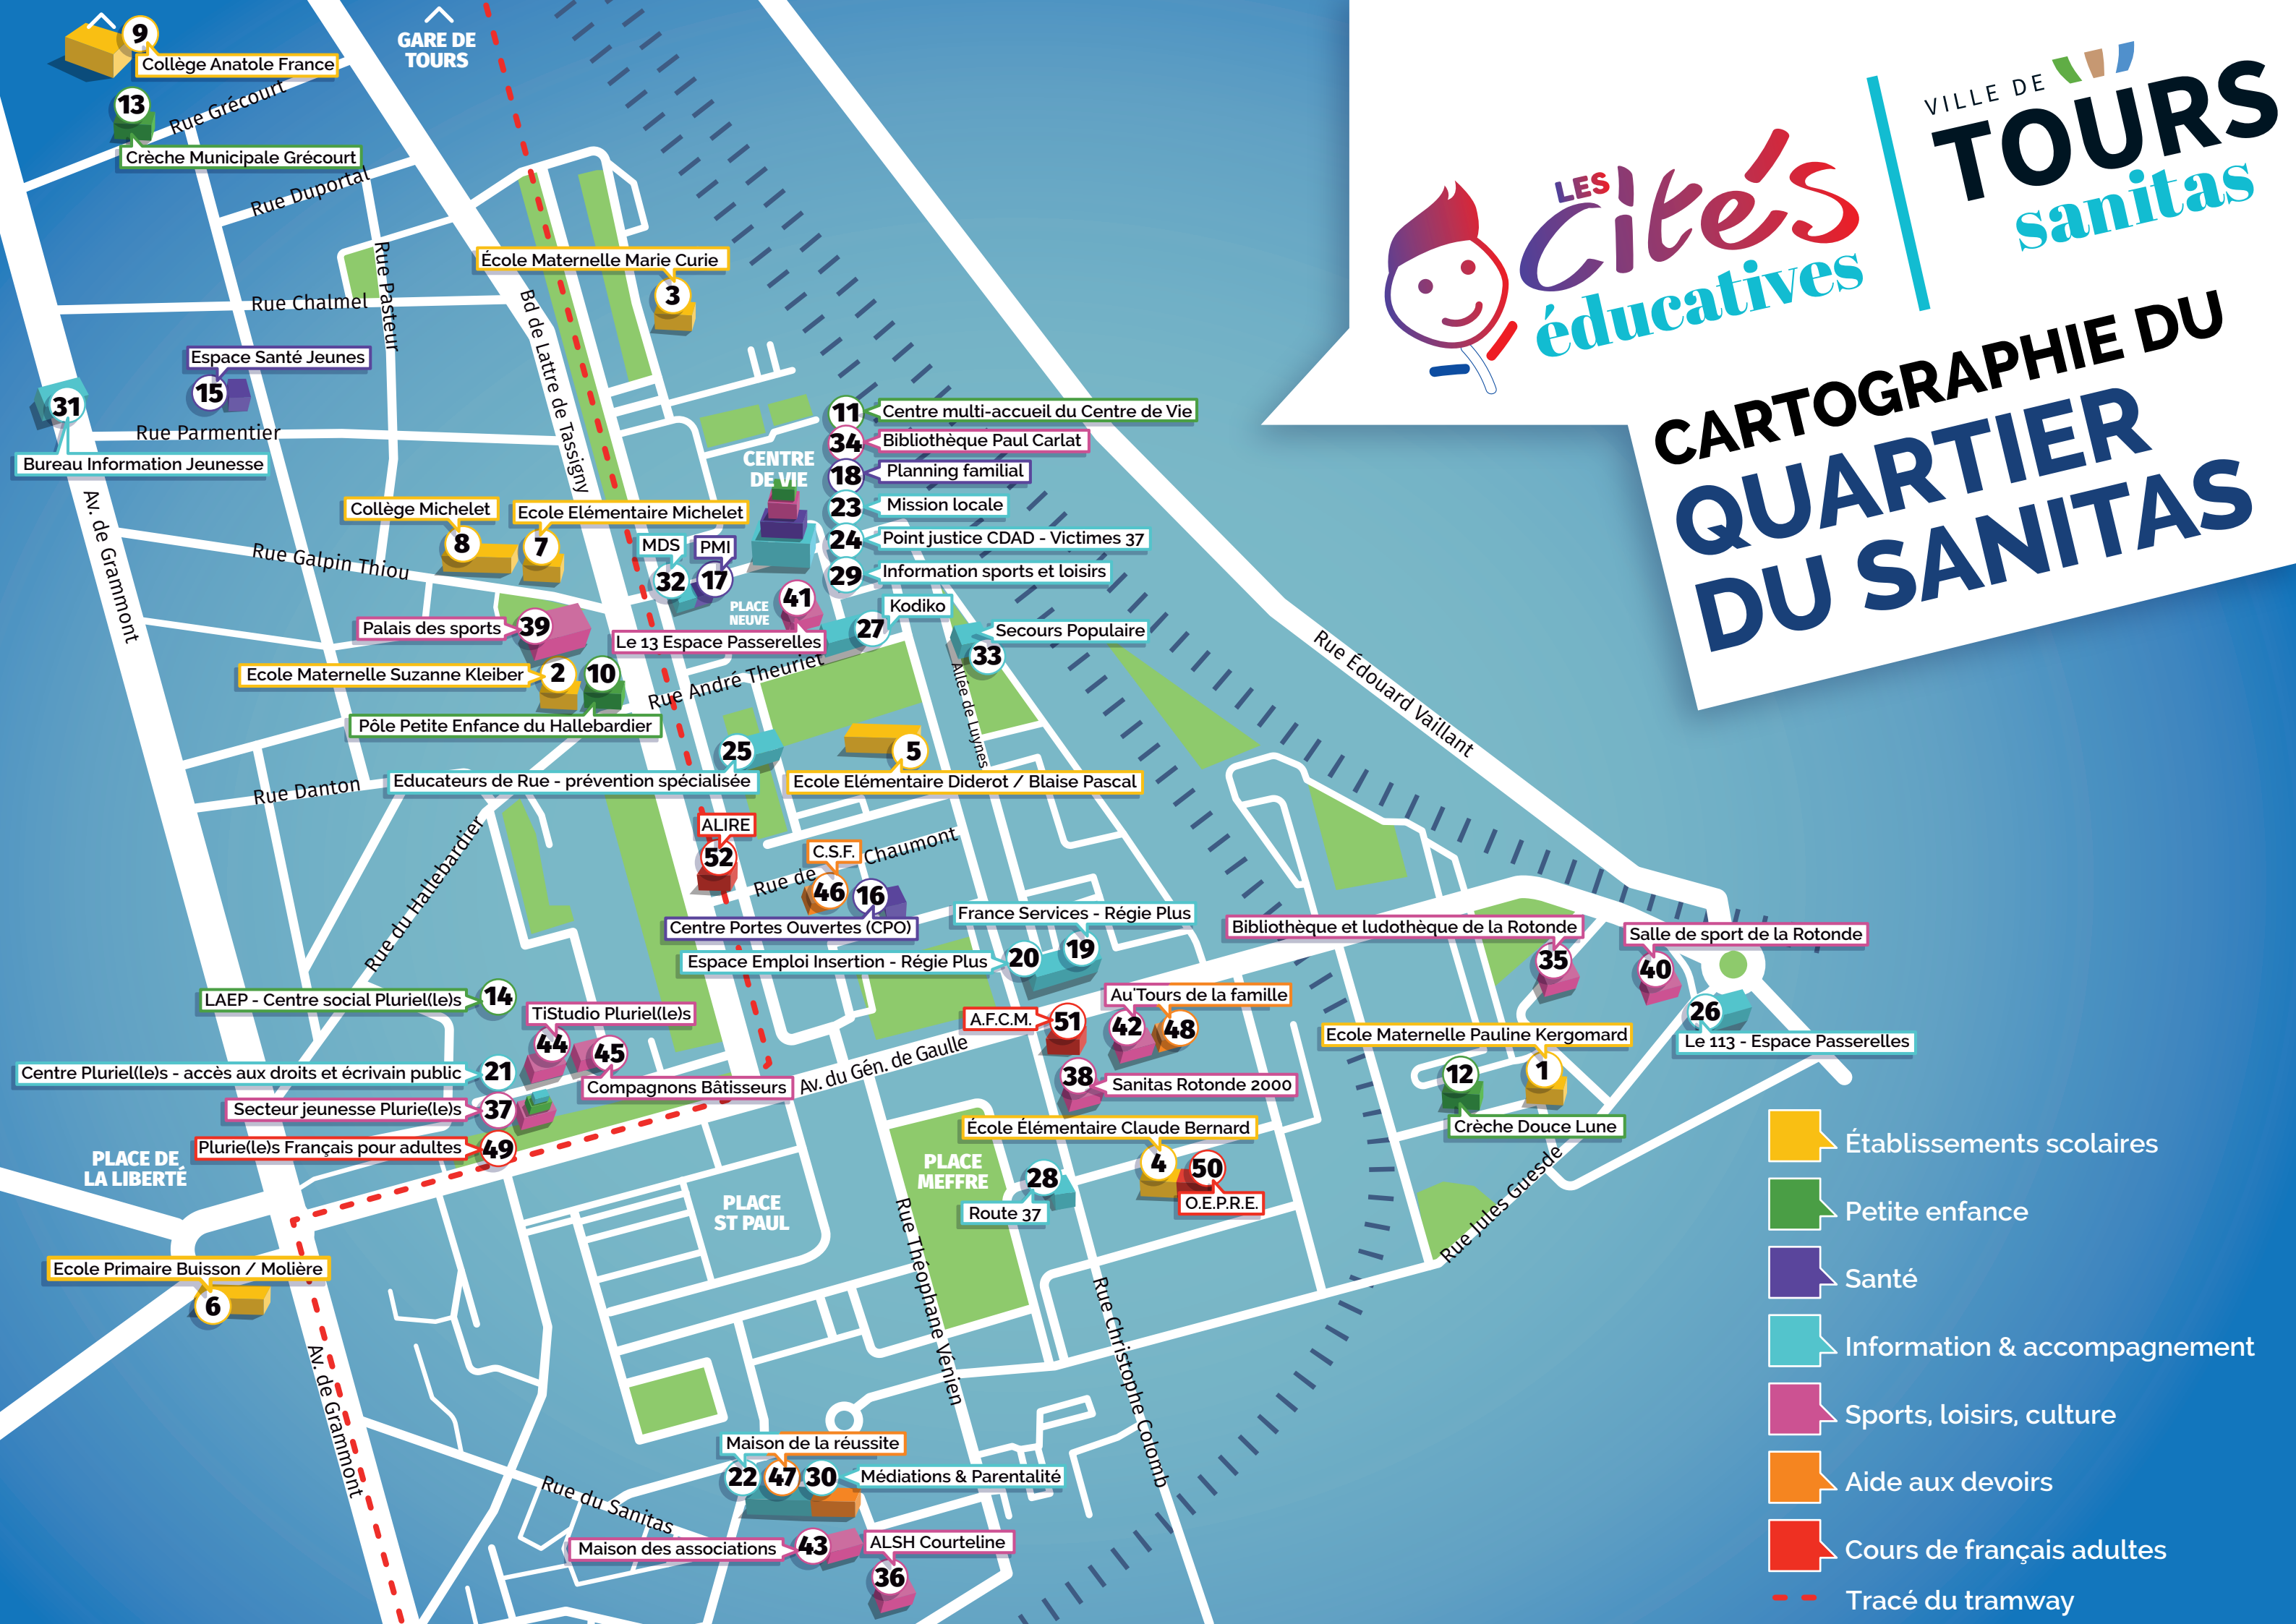 9
Collège Anatole France
13
Rue Grécourt
Crèche Municipale Grécourt
GARE DE
TOURS
Rue Duportal
Rue Pasteur
École Maternelle Marie Curie
3
Rue Chalmel
Bd de Lattre de Tassigny
Espace Santé Jeunes
15
31
Rue Parmentier
Bureau Information Jeunesse
Av. de Grammont
LES
Cités
éducatives
VILLE DE
TOURS
sanitas
CARTOGRAPHIE DU
QUARTIER
DU SANITAS
11
Centre multi-accueil du Centre de Vie
34
Bibliothèque Paul Carlat
CENTRE
DE VIE
18
Planning familial
23
Mission locale
24
Point justice CDAD - Victimes 37
29
Information sports et loisirs
Collège Michelet
8
Ecole Elémentaire Michelet
7
MDS
32
PMI
17
Rue Galpin Thiou
PLACE
NEUVE
41
Le 13 Espace Passerelles
Kodiko
27
Secours Populaire
33
Palais des sports
39
Ecole Maternelle Suzanne Kleiber
2
10
Pôle Petite Enfance du Hallebardier
Rue André Theuriet
Allée de Luynes
Rue Édouard Vaillant
25
Educateurs de Rue - prévention spécialisée
5
Ecole Elémentaire Diderot / Blaise Pascal
Rue Danton
Rue du Hallebardier
ALIRE
52
C.S.F.
46
Rue de Chaumont
16
Centre Portes Ouvertes (CPO)
France Services - Régie Plus
19
Espace Emploi Insertion - Régie Plus
20
Bibliothèque et ludothèque de la Rotonde
35
Salle de sport de la Rotonde
40
26
Le 113 - Espace Passerelles
LAEP - Centre social Pluriel(le)s
14
TiStudio Pluriel(le)s
44
45
Compagnons Bâtisseurs
Centre Pluriel(le)s - accès aux droits et écrivain public
21
Secteur jeunesse Plurie(le)s
37
Plurie(le)s Français pour adultes
49
A.F.C.M.
51
Au'Tours de la famille
42
48
Av. du Gén. de Gaulle
38
Sanitas Rotonde 2000
Ecole Maternelle Pauline Kergomard
1
12
Crèche Douce Lune
École Élémentaire Claude Bernard
4
50
O.E.P.R.E.
PLACE
MEFFRE
28
Route 37
PLACE
ST PAUL
PLACE DE
LA LIBERTÉ
Rue Jules Guesde
Ecole Primaire Buisson / Molière
6
Av. de Grammont
Rue Théophane Vénien
Rue Christophe Colomb
Maison de la réussite
22
47
30
Médiations & Parentalité
Rue du Sanitas
Maison des associations
43
ALSH Courteline
36
Établissements scolaires
Petite enfance
Santé
Information & accompagnement
Sports, loisirs, culture
Aide aux devoirs
Cours de français adultes
Tracé du tramway